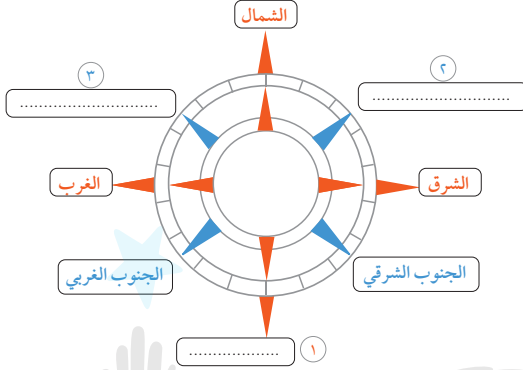 الشمال
٢
............................
٣
............................
الشرق
الغرب
الجنوب الشرقي
الجنوب الغربي
١
...................